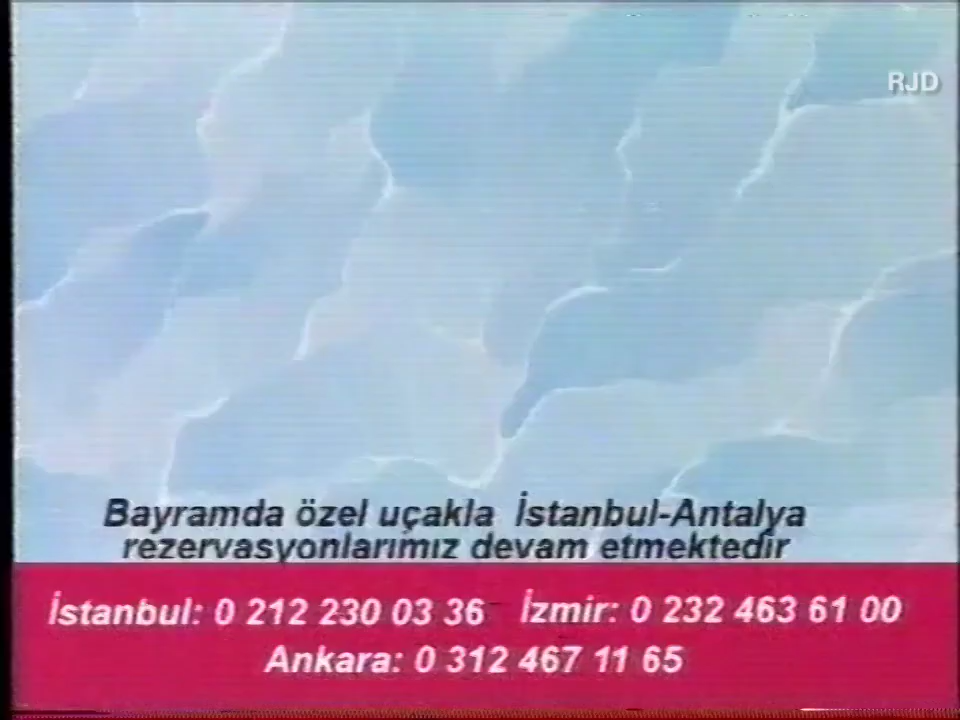 RJD
Bayramda özel uçakla İstanbul-Antalya
rezervasyonlarımız devam etmektedir
İstanbul: 0 212 230 03 36 İzmir: 0 232 463 61 00
Ankara: 0 312 467 11 65